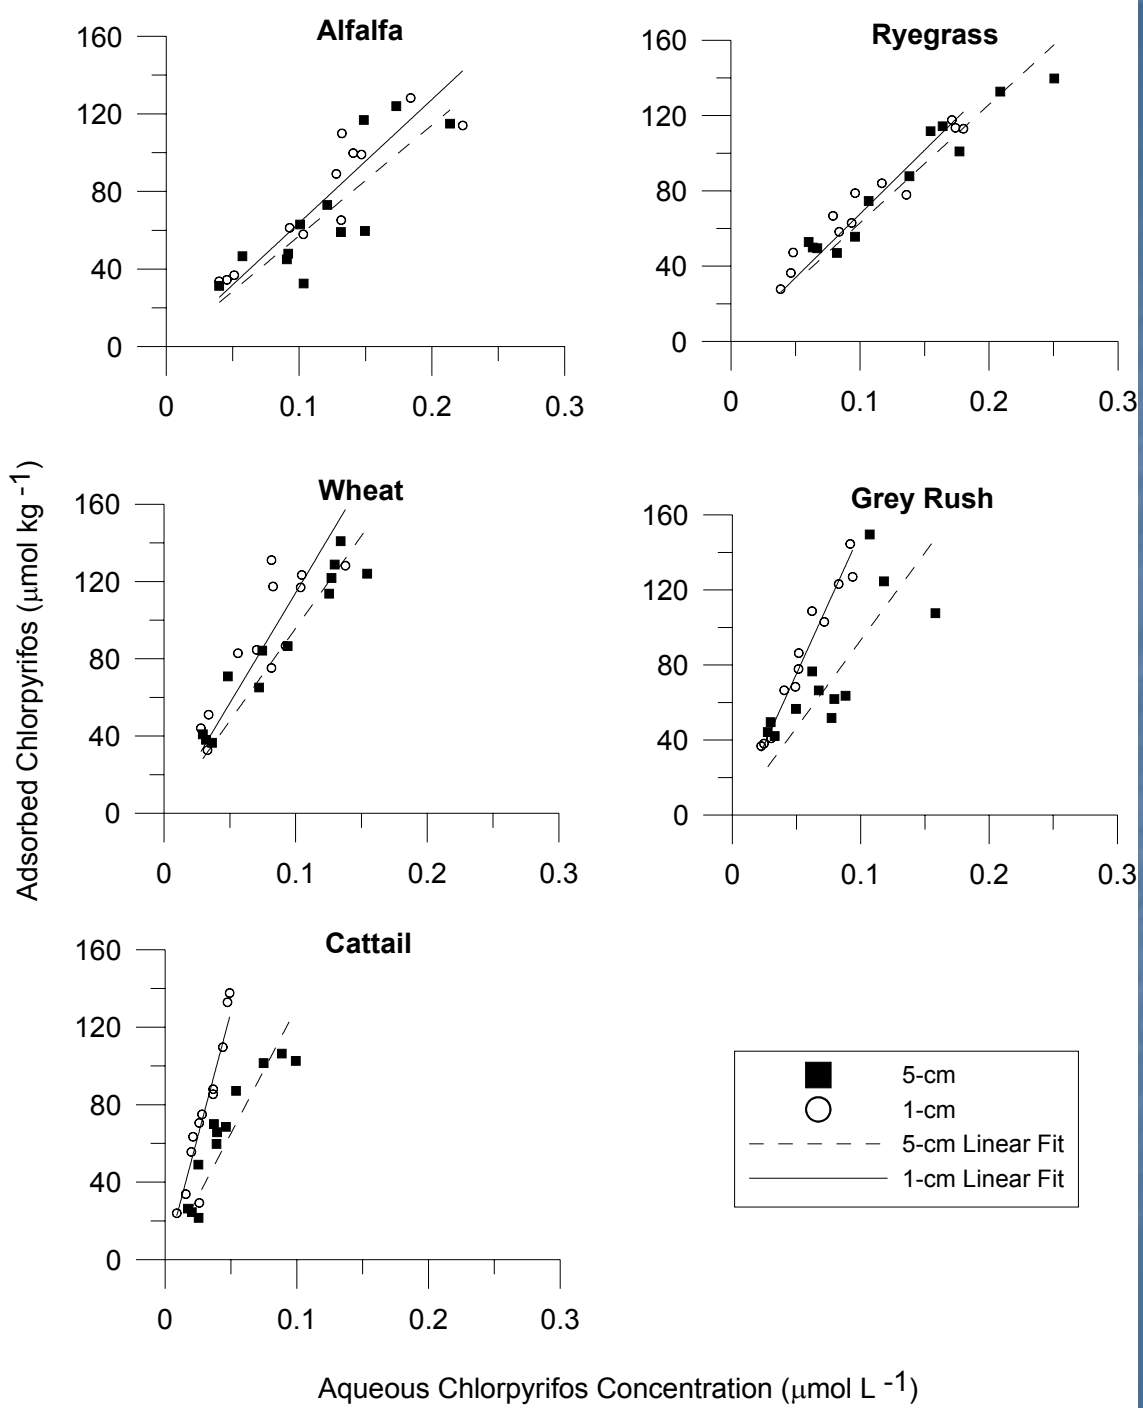 Alfalfa
160
120
80
40
0
0 0.1 0.2 0.3
Ryegrass
160
120
80
40
0
0 0.1 0.2 0.3
Wheat
160
120
80
40
0
0 0.1 0.2 0.3
Grey Rush
160
120
80
40
0
0 0.1 0.2 0.3
Cattail
160
120
80
40
0
0 0.1 0.2 0.3
5-cm
1-cm
5-cm Linear Fit
1-cm Linear Fit
Adsorbed Chlorpyrifos (μmol kg -1)
Aqueous Chlorpyrifos Concentration (μmol L -1)